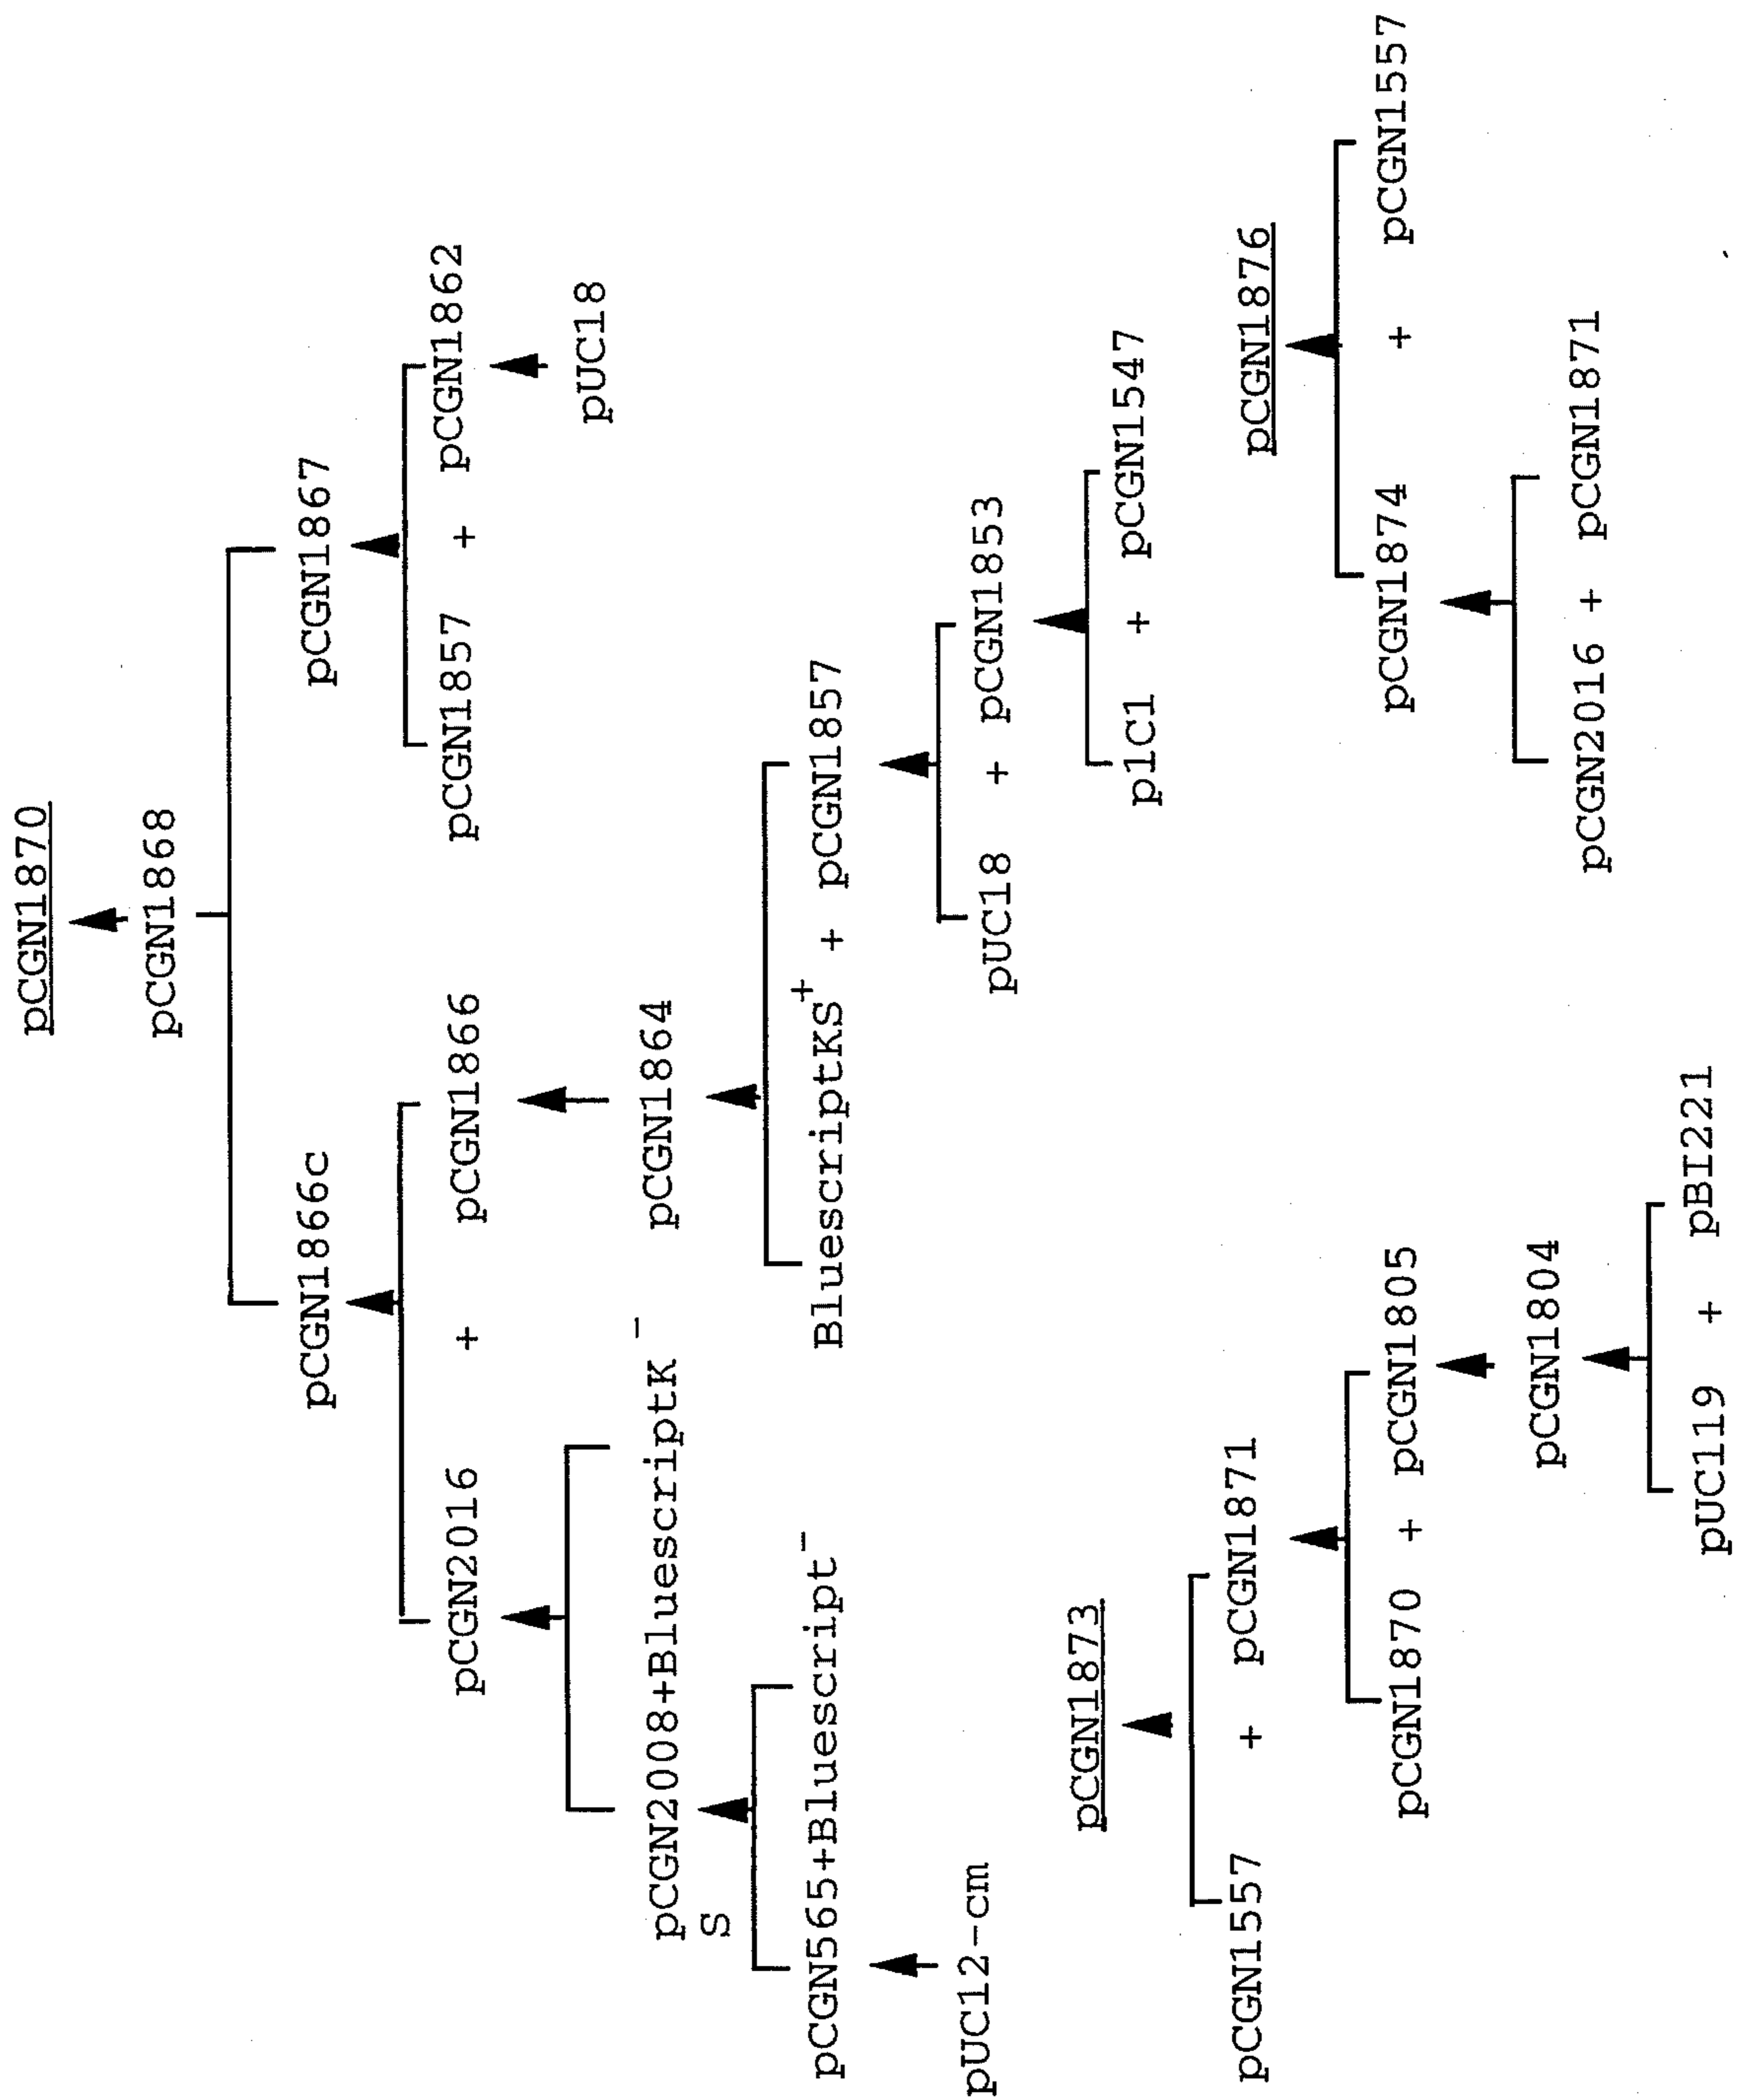 pCGN1870
pCGN1868
pCGN1866c pCGN1867
pCGN2016 + pCGN1866 pCGN1857 + pCGN1862
pCGN2008+BluescriptK⁻ pCGN1864 pUC18
S
pCGN565+Bluescript⁻ BluescriptKS⁺ + pCGN1857
pUC12-cm pUC18 + pCGN1853
p1C1 + pCGN1547
pCGN1873 pCGN1876
pCGN1557 + pCGN1871 pCGN1874 + pCGN1557
pCGN1870 + pCGN1805 pCGN2016 + pCGN1871
pCGN1804
pUC119 + pBI221